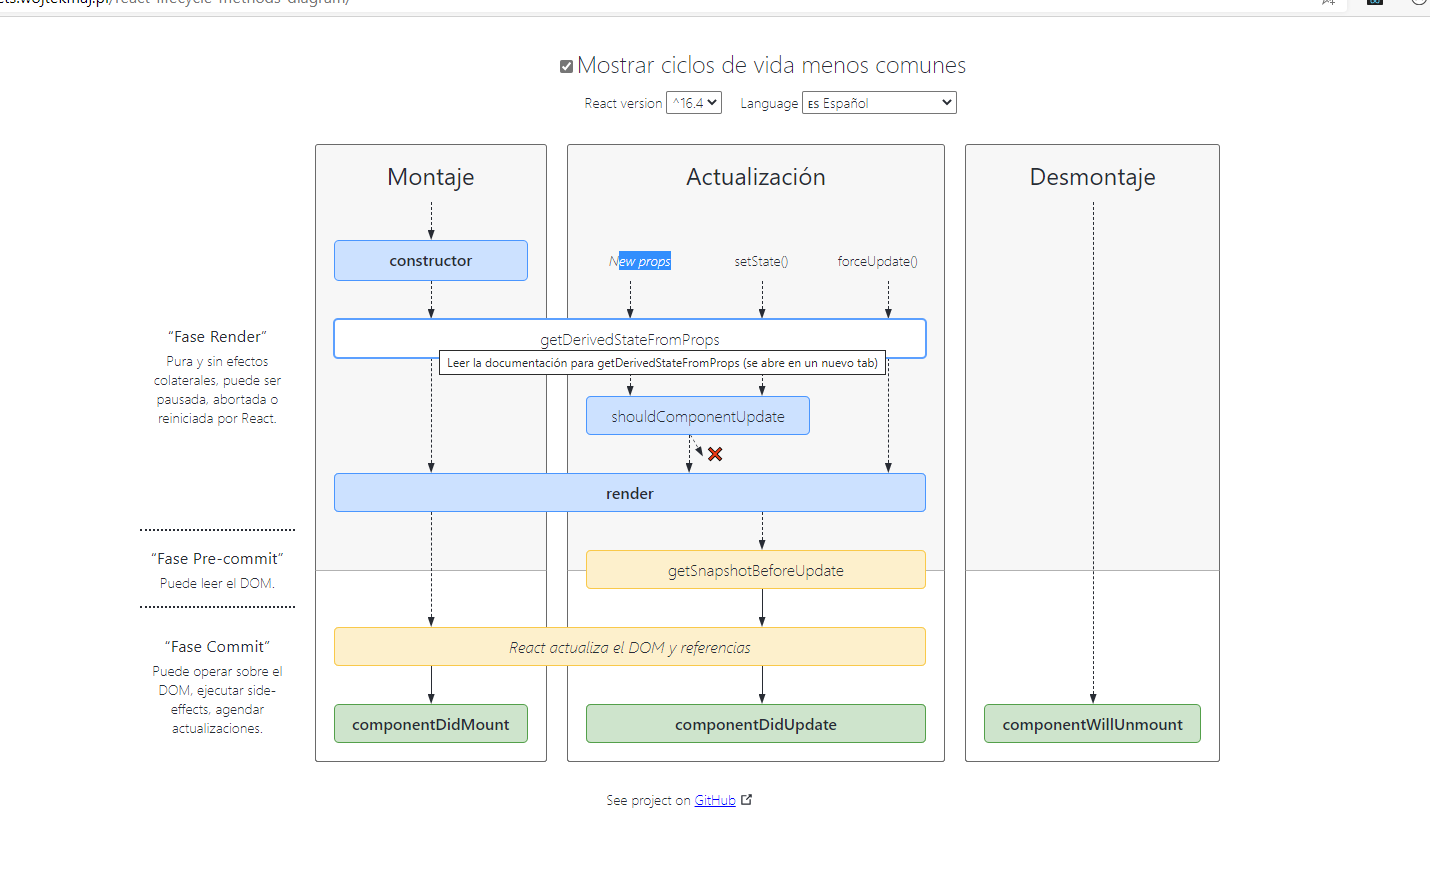 ets.wojtekmaj.pl/react-lifecycle-methods-diagram/
Mostrar ciclos de vida menos comunes
React version ^16.4 Language ES Español
Montaje
Actualización
Desmontaje
constructor
New props
setState()
forceUpdate()
“Fase Render”
Pura y sin efectos
colaterales, puede ser
pausada, abortada o
reiniciada por React.
getDerivedStateFromProps
Leer la documentación para getDerivedStateFromProps (se abre en un nuevo tab)
shouldComponentUpdate
render
“Fase Pre-commit”
Puede leer el DOM.
getSnapshotBeforeUpdate
“Fase Commit”
Puede operar sobre el
DOM, ejecutar side-
effects, agendar
actualizaciones.
React actualiza el DOM y referencias
componentDidMount
componentDidUpdate
componentWillUnmount
See project on GitHub